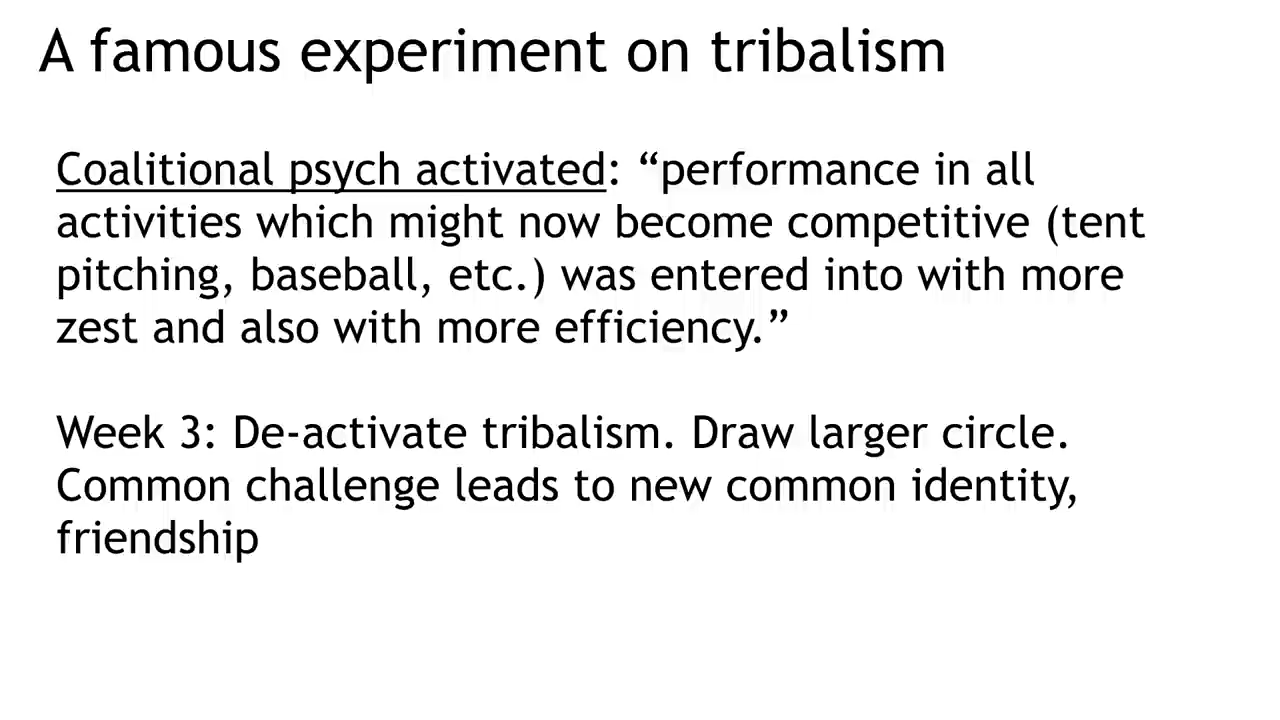 A famous experiment on tribalism
Coalitional psych activated: “performance in all
activities which might now become competitive (tent
pitching, baseball, etc.) was entered into with more
zest and also with more efficiency.”
Week 3: De-activate tribalism. Draw larger circle.
Common challenge leads to new common identity,
friendship